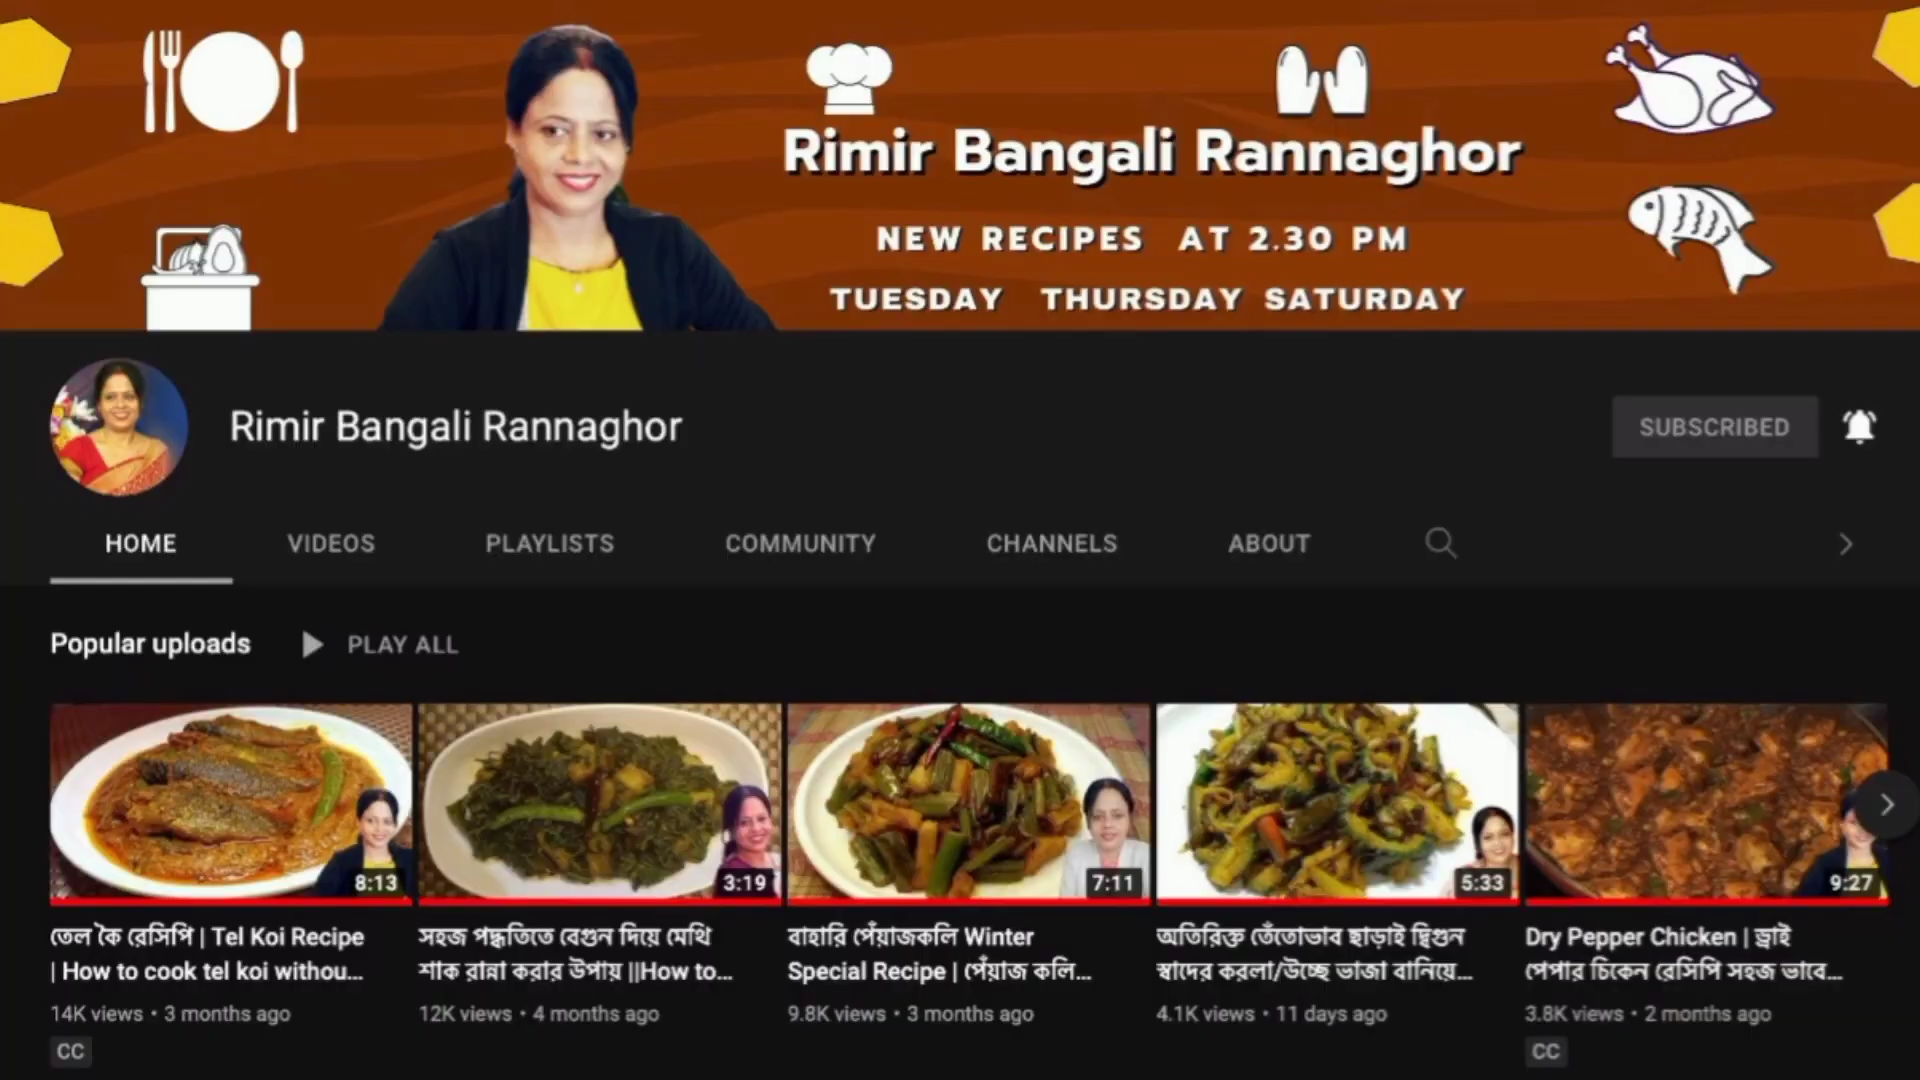 Rimir Bangali Rannaghor
NEW RECIPES AT 2.30 PM
TUESDAY THURSDAY SATURDAY
Rimir Bangali Rannaghor
SUBSCRIBED
HOME VIDEOS PLAYLISTS COMMUNITY CHANNELS ABOUT
Popular uploads PLAY ALL
8:13
3:19
7:11
5:33
9:27
তেল কৈ রেসিপি | Tel Koi Recipe
| How to cook tel koi withou...
14K views • 3 months ago
CC
সহজ পদ্ধতিতে বেগুন দিয়ে মেথি
শাক রান্না করার উপায় ||How to...
12K views • 4 months ago
বাহারি পেঁয়াজকলি Winter
Special Recipe | পেঁয়াজ কলি...
9.8K views • 3 months ago
অতিরিক্ত তেঁতোভাব ছাড়াই দ্বিগুন
স্বাদের করলা/উচ্ছে ভাজা বানিয়ে...
4.1K views • 11 days ago
Dry Pepper Chicken | ড্রাই
পেপার চিকেন রেসিপি সহজ ভাবে...
3.8K views • 2 months ago
CC